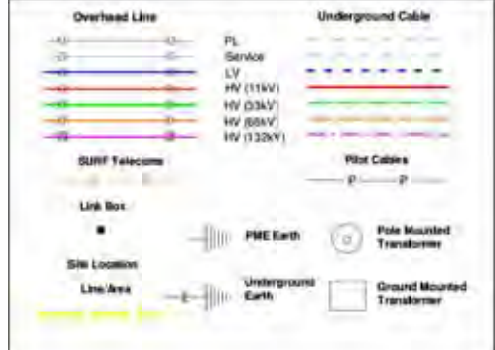 Overhead Line
Underground Cable
PL
Service
LV
HV (11kV)
HV (33kV)
HV (66kV)
HV (132kV)
SURF Telecoms
Pilot Cables
P P
Link Box
PME Earth
Pole Mounted
Transformer
Site Location
Line/Area
Underground
Earth
Ground Mounted
Transformer